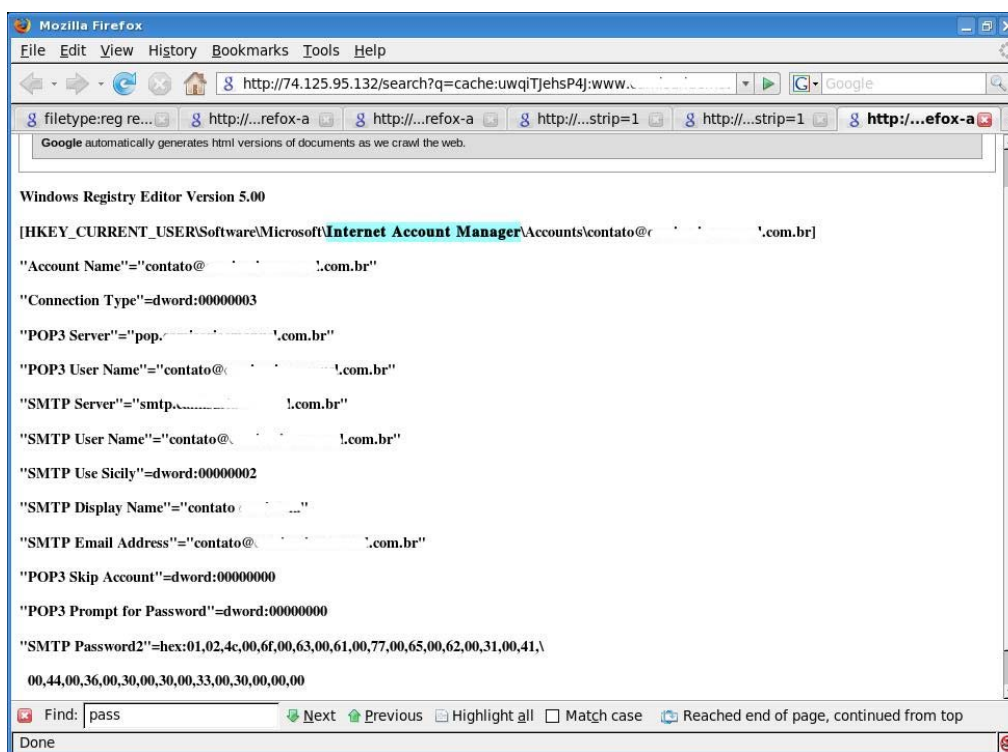 Mozilla Firefox
File Edit View History Bookmarks Tools Help
http://74.125.95.132/search?q=cache:uwqiTJehsP4J:www. Google
filetype:reg re... http://...refox-a http://...refox-a http://...strip=1 http://...strip=1 http:/...efox-a
Google automatically generates html versions of documents as we crawl the web.
Windows Registry Editor Version 5.00
[HKEY_CURRENT_USER\Software\Microsoft\Internet Account Manager\Accounts\contato@ .com.br]
"Account Name"="contato@ .com.br"
"Connection Type"=dword:00000003
"POP3 Server"="pop. .com.br"
"POP3 User Name"="contato@ .com.br"
"SMTP Server"="smtp. .com.br"
"SMTP User Name"="contato@ .com.br"
"SMTP Use Sicily"=dword:00000002
"SMTP Display Name"="contato ..."
"SMTP Email Address"="contato@ .com.br"
"POP3 Skip Account"=dword:00000000
"POP3 Prompt for Password"=dword:00000000
"SMTP Password2"=hex:01,02,4c,00,6f,00,63,00,61,00,77,00,65,00,62,00,31,00,41,\
00,44,00,36,00,30,00,30,00,33,00,30,00,00,00
Find: pass Next Previous Highlight all Match case Reached end of page, continued from top
Done